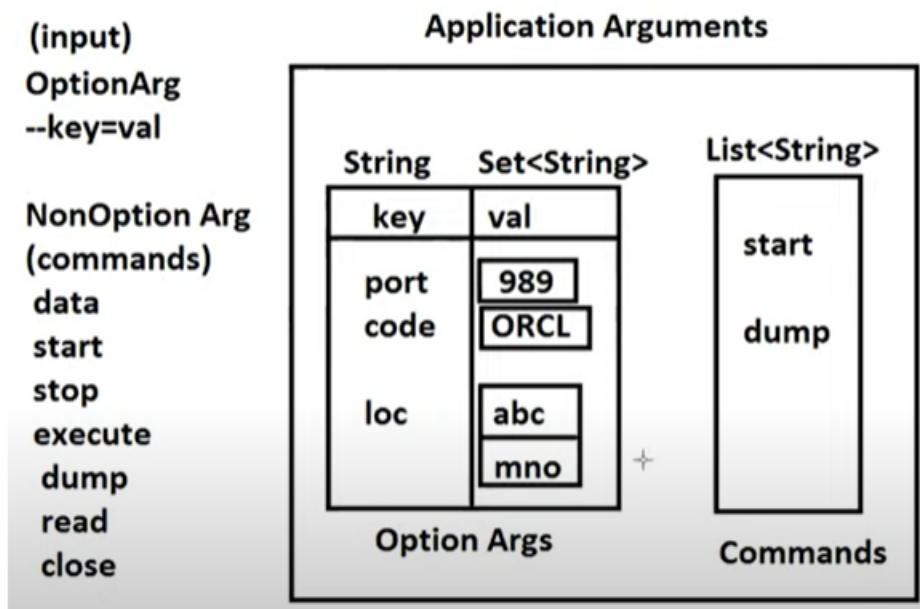 (input)
OptionArg
--key=val
NonOption Arg
(commands)
data
start
stop
execute
dump
read
close
Application Arguments
String Set<String>
key val
port 989
code ORCL
loc abc
mno
Option Args
List<String>
start
dump
Commands